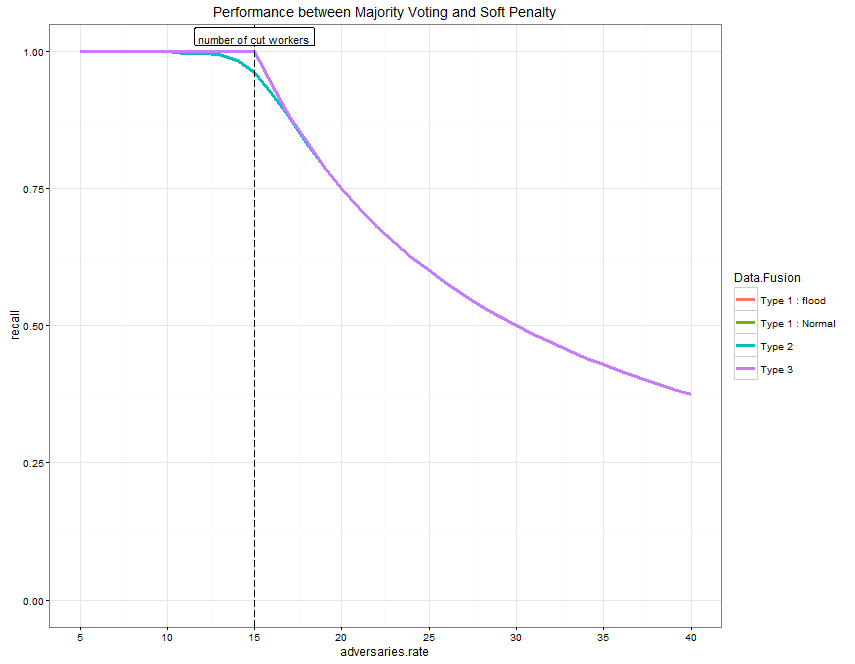 Performance between Majority Voting and Soft Penalty
number of cut workers
1.00
0.75
0.50
0.25
0.00
recall
5 10 15 20 25 30 35 40
adversaries.rate
Data.Fusion
Type 1 : flood
Type 1 : Normal
Type 2
Type 3